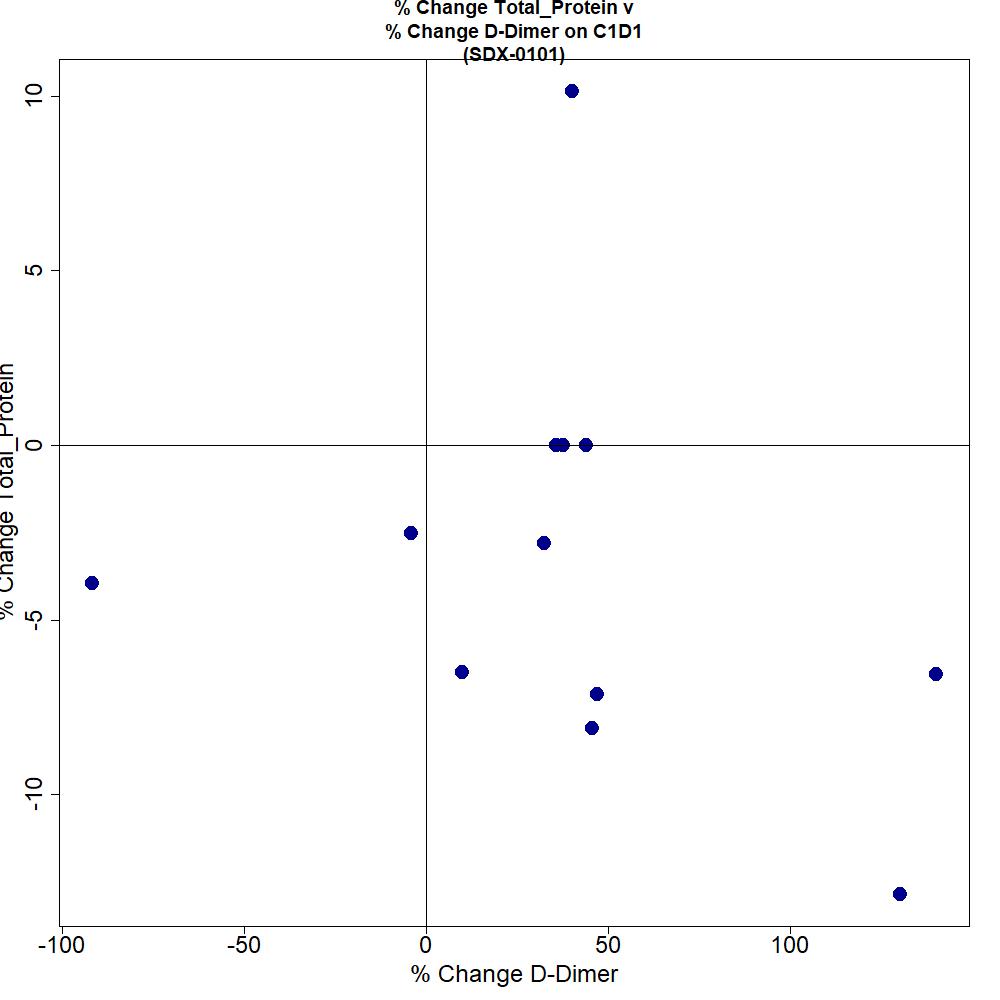 % Change Total_Protein v
% Change D-Dimer on C1D1
(SDX-0101)
10
5
0
-5
-10
% Change Total_Protein
-100
-50
0
50
100
% Change D-Dimer